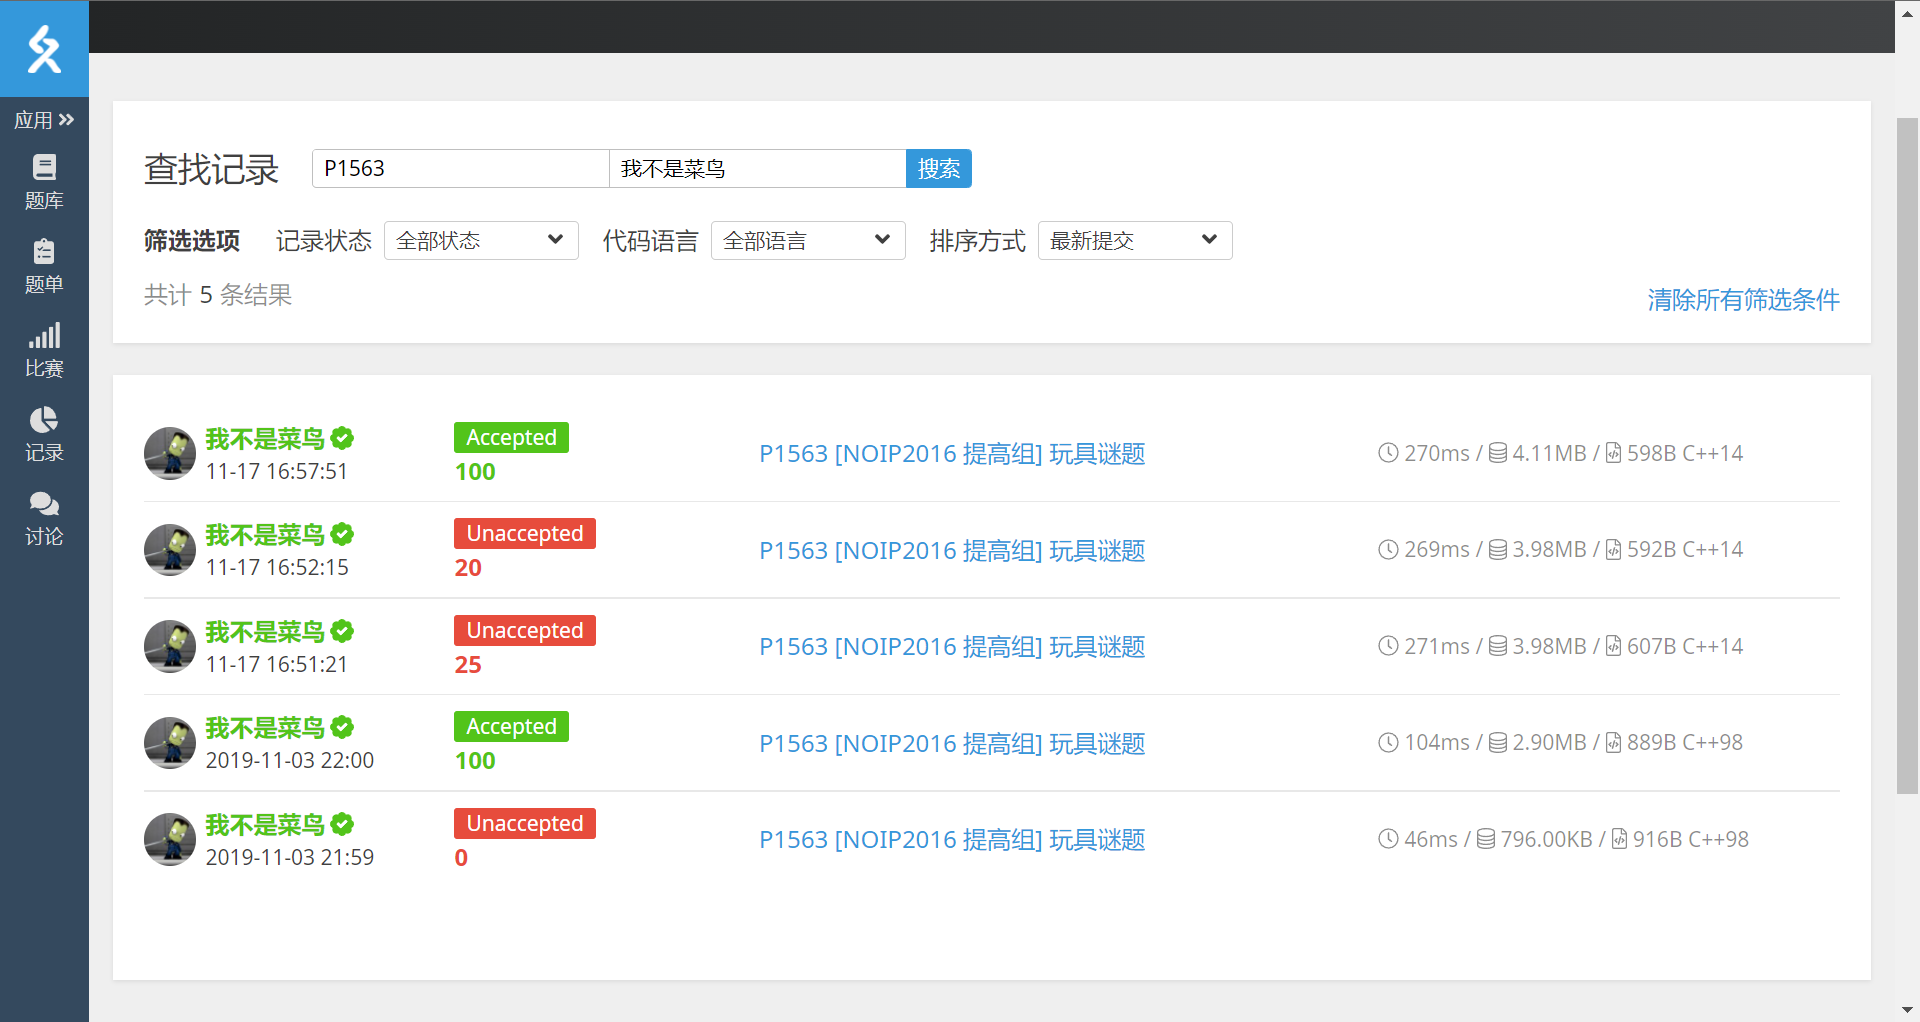 应用
题库
题单
比赛
记录
讨论
查找记录 P1563 我不是菜鸟 搜索
筛选选项 记录状态 全部状态 代码语言 全部语言 排序方式 最新提交
共计 5 条结果
清除所有筛选条件
我不是菜鸟 Accepted
11-17 16:57:51 100 P1563 [NOIP2016 提高组] 玩具谜题 270ms / 4.11MB / 598B C++14
我不是菜鸟 Unaccepted
11-17 16:52:15 20 P1563 [NOIP2016 提高组] 玩具谜题 269ms / 3.98MB / 592B C++14
我不是菜鸟 Unaccepted
11-17 16:51:21 25 P1563 [NOIP2016 提高组] 玩具谜题 271ms / 3.98MB / 607B C++14
我不是菜鸟 Accepted
2019-11-03 22:00 100 P1563 [NOIP2016 提高组] 玩具谜题 104ms / 2.90MB / 889B C++98
我不是菜鸟 Unaccepted
2019-11-03 21:59 0 P1563 [NOIP2016 提高组] 玩具谜题 46ms / 796.00KB / 916B C++98